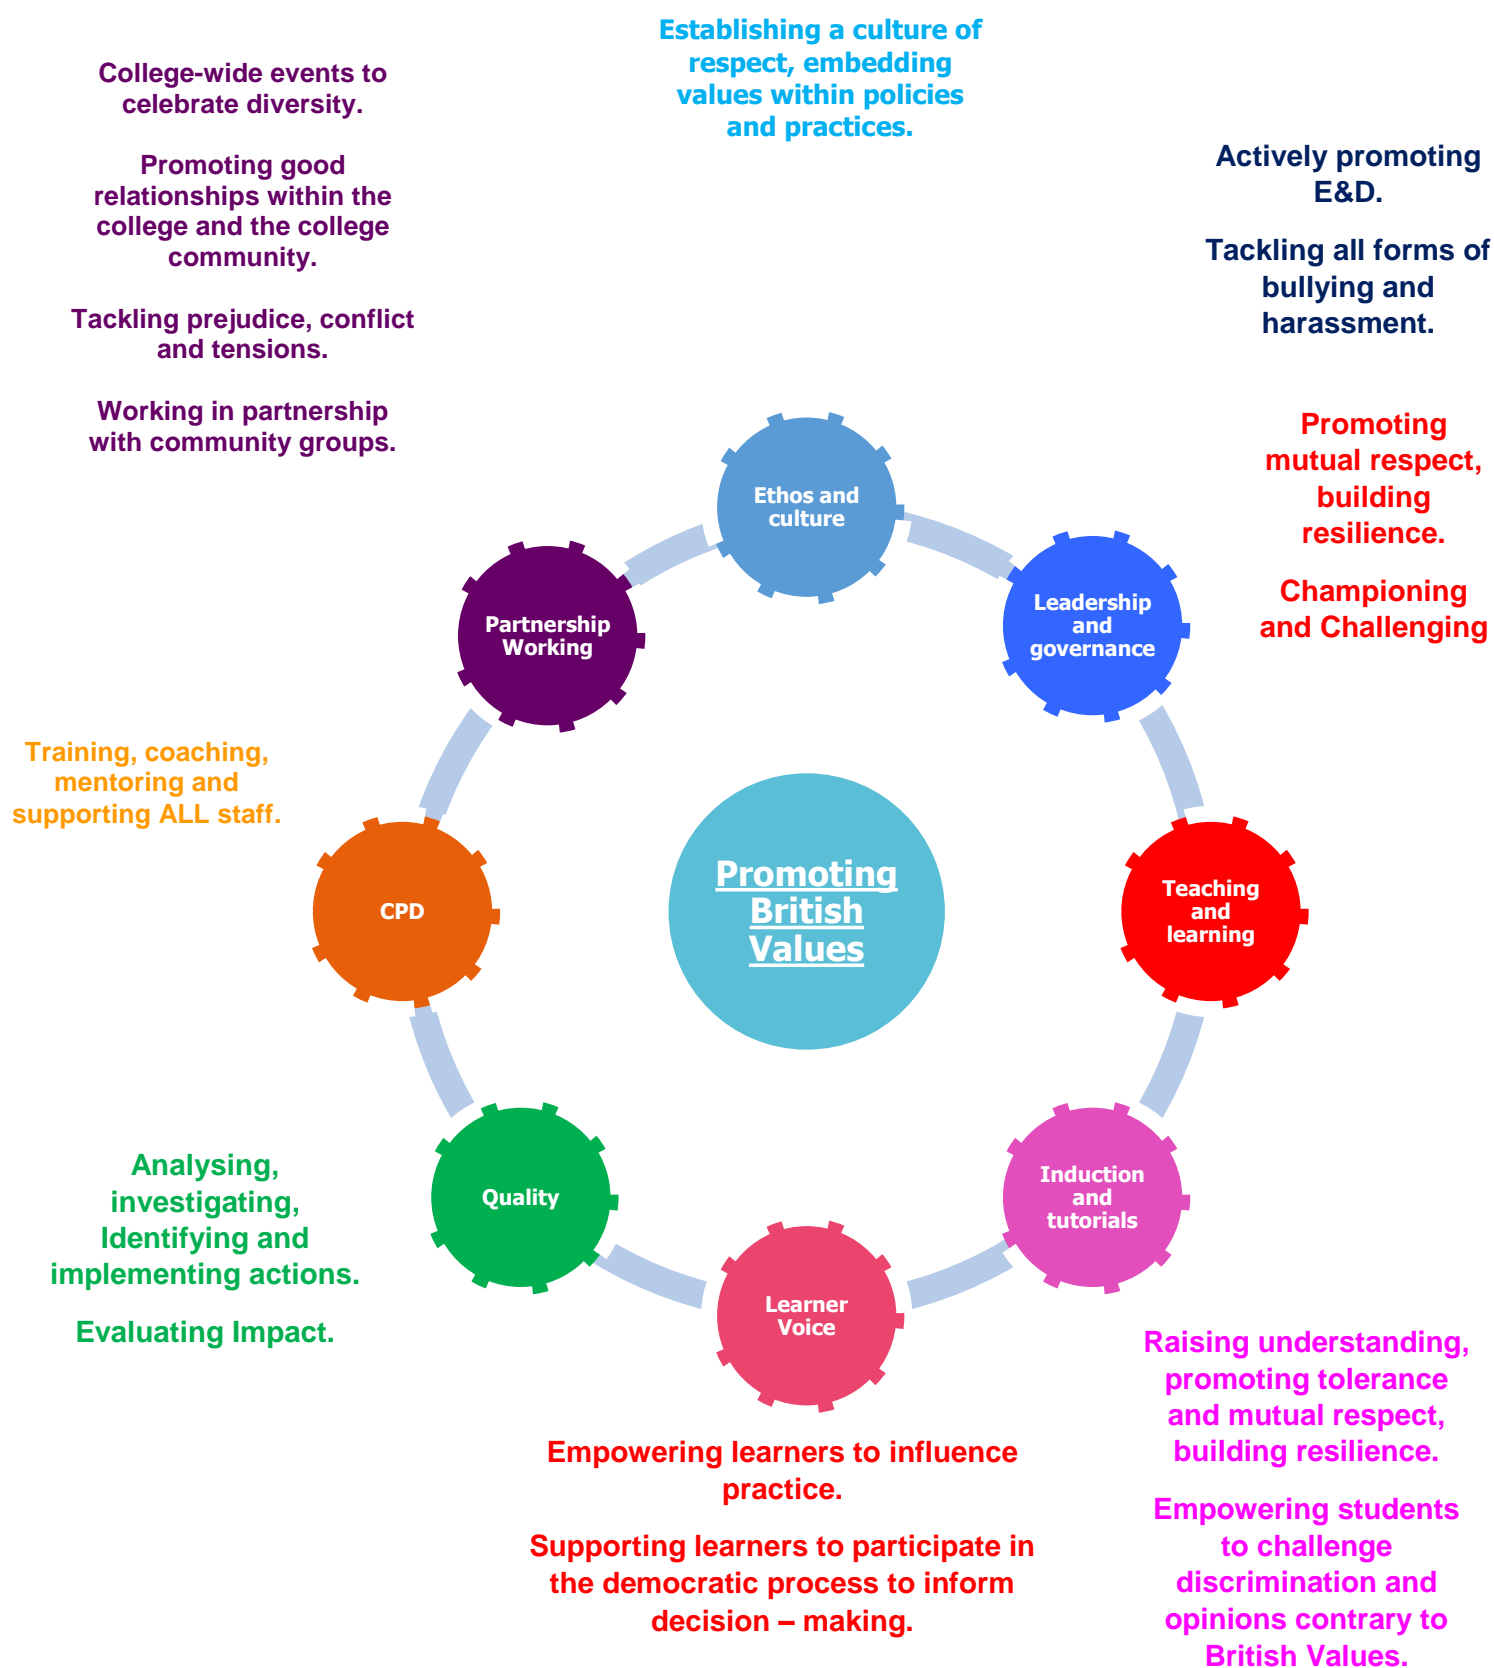 Establishing a culture of
respect, embedding
values within policies
and practices.
College-wide events to
celebrate diversity.
Promoting good
relationships within the
college and the college
community.
Tackling prejudice, conflict
and tensions.
Working in partnership
with community groups.
Actively promoting
E&D.
Tackling all forms of
bullying and
harassment.
Promoting
mutual respect,
building
resilience.
Championing
and Challenging
Ethos and
culture
Leadership
and
governance
Partnership
Working
Training, coaching,
mentoring and
supporting ALL staff.
CPD
Promoting
British
Values
Teaching
and
learning
Induction
and
tutorials
Quality
Learner
Voice
Analysing,
investigating,
Identifying and
implementing actions.
Evaluating Impact.
Raising understanding,
promoting tolerance
and mutual respect,
building resilience.
Empowering students
to challenge
discrimination and
opinions contrary to
British Values.
Empowering learners to influence
practice.
Supporting learners to participate in
the democratic process to inform
decision – making.